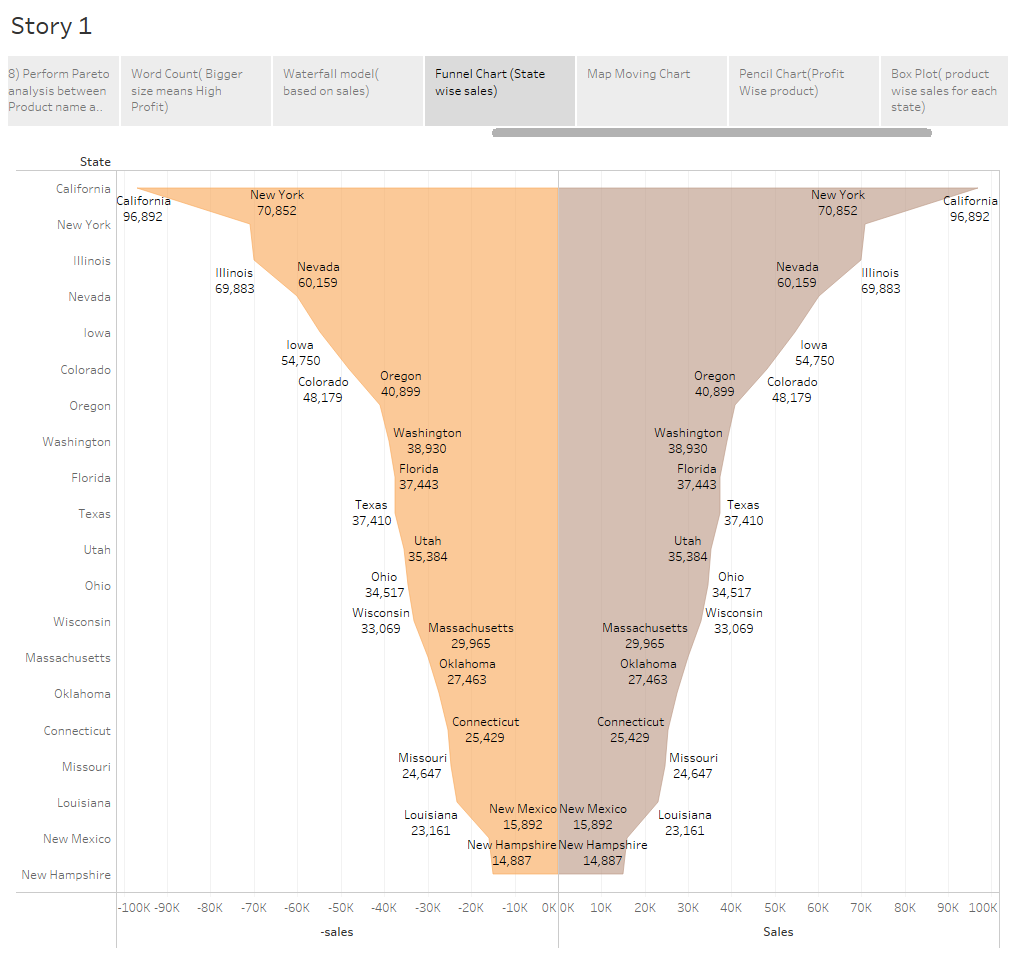 Story 1
8) Perform Pareto
analysis between
Product name a..
Word Count( Bigger
size means High
Profit)
Waterfall model(
based on sales)
Funnel Chart (State
wise sales)
Map Moving Chart
Pencil Chart(Profit
Wise product)
Box Plot( product
wise sales for each
state)
State
California
New York
Illinois
Nevada
Iowa
Colorado
Oregon
Washington
Florida
Texas
Utah
Ohio
Wisconsin
Massachusetts
Oklahoma
Connecticut
Missouri
Louisiana
New Mexico
New Hampshire
California
96,892
New York
70,852
Illinois
69,883
Nevada
60,159
Iowa
54,750
Colorado
48,179
Oregon
40,899
Washington
38,930
Florida
37,443
Texas
37,410
Utah
35,384
Ohio
34,517
Wisconsin
33,069
Massachusetts
29,965
Oklahoma
27,463
Connecticut
25,429
Missouri
24,647
Louisiana
23,161
New Mexico
15,892
New Hampshire
14,887
New York
70,852
California
96,892
Nevada
60,159
Illinois
69,883
Iowa
54,750
Oregon
40,899
Colorado
48,179
Washington
38,930
Florida
37,443
Texas
37,410
Utah
35,384
Ohio
34,517
Wisconsin
33,069
Massachusetts
29,965
Oklahoma
27,463
Connecticut
25,429
Missouri
24,647
New Mexico
15,892
Louisiana
23,161
New Hampshire
14,887
-100K -90K -80K -70K -60K -50K -40K -30K -20K -10K 0K
0K 10K 20K 30K 40K 50K 60K 70K 80K 90K 100K
-sales
Sales